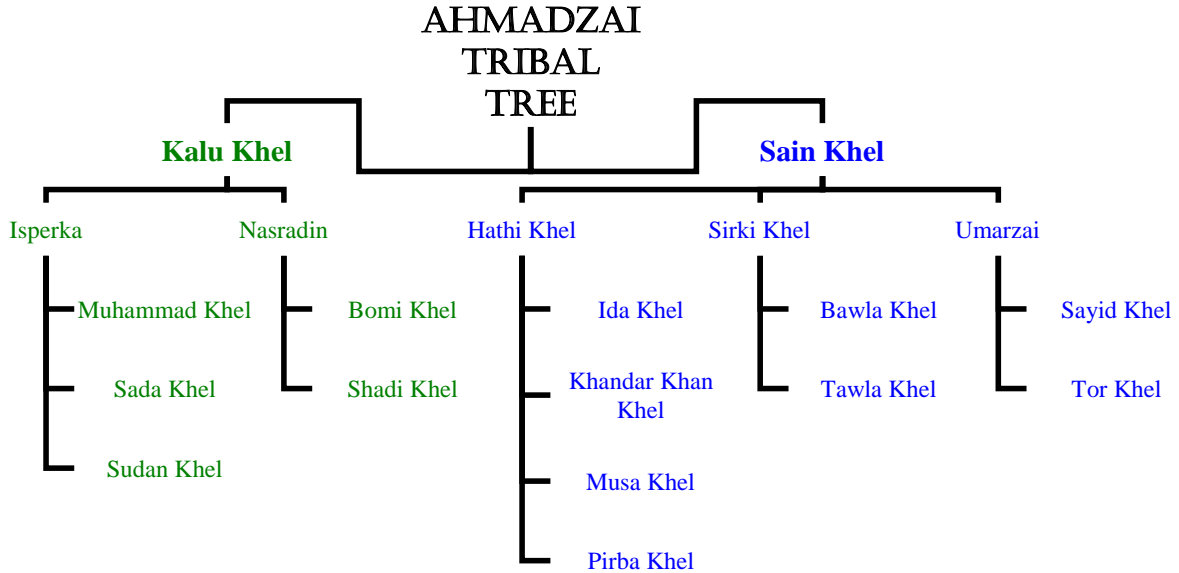 AHMADZAI
TRIBAL
TREE
Kalu Khel
Sain Khel
Isperka
Nasradin
Hathi Khel
Sirki Khel
Umarzai
Muhammad Khel
Bomi Khel
Ida Khel
Bawla Khel
Sayid Khel
Sada Khel
Shadi Khel
Khandar Khan
Khel
Tawla Khel
Tor Khel
Sudan Khel
Musa Khel
Pirba Khel